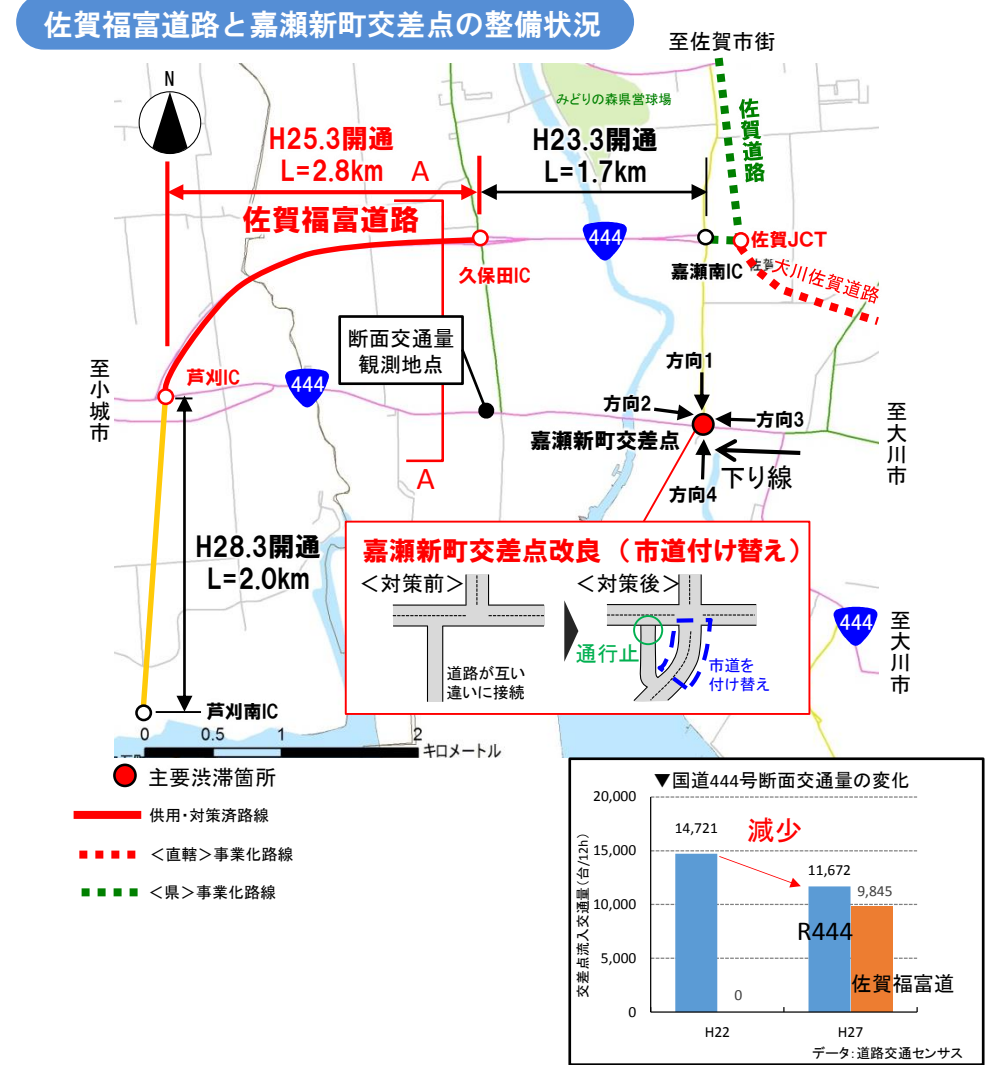 佐賀福富道路と嘉瀬新町交差点の整備状況
至佐賀市街
N
みどりの森県営球場
佐賀道路
H25.3開通
L=2.8km
A
H23.3開通
L=1.7km
佐賀福富道路
444
久保田IC
嘉瀬南IC
佐賀JCT
大川佐賀道路
断面交通量
観測地点
至小城市
芦刈IC
444
方向1
方向2
方向3
嘉瀬新町交差点
方向4
下り線
至大川市
A
H28.3開通
L=2.0km
嘉瀬新町交差点改良（市道付け替え）
＜対策前＞
＜対策後＞
道路が互い
違いに接続
通行止
市道を
付け替え
444
至大川市
芦刈南IC
0 0.5 1 2
キロメートル
主要渋滞箇所
供用・対策済路線
＜直轄＞事業化路線
＜県＞事業化路線
▼国道444号断面交通量の変化
交差点流入交通量（台/12h）
20,000
15,000
10,000
5,000
0
14,721
減少
11,672
9,845
0
R444
佐賀福富道
H22
H27
データ：道路交通センサス